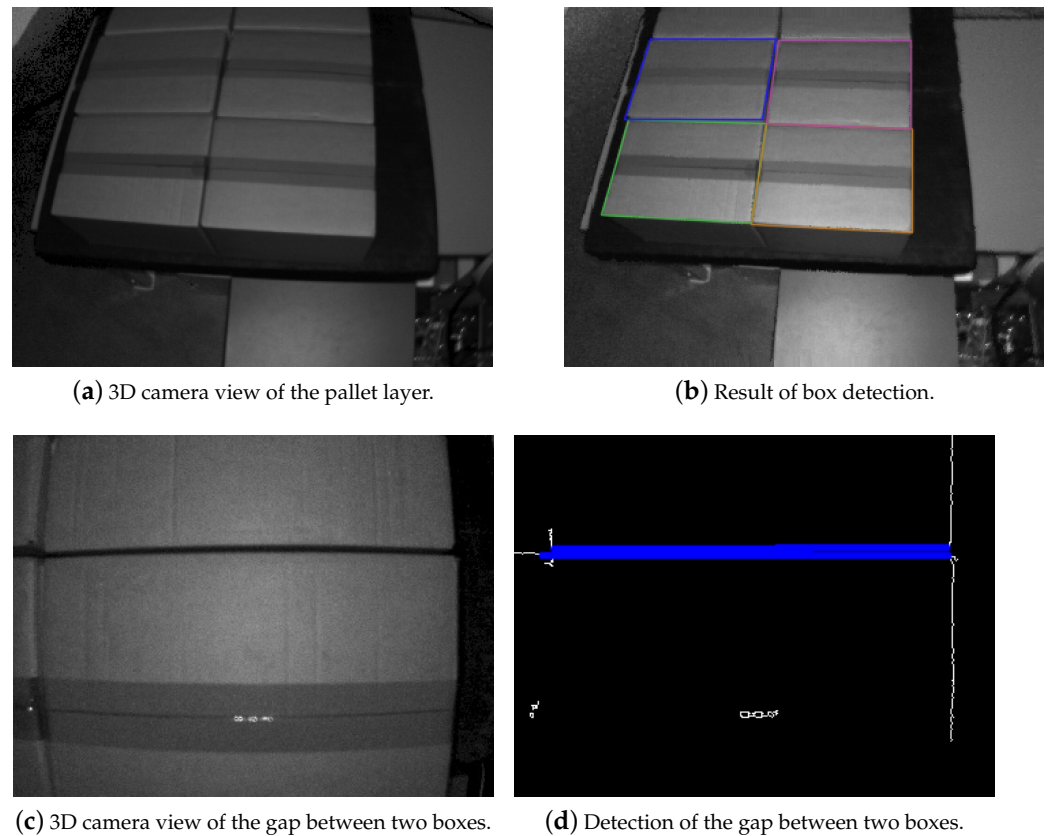 (a) 3D camera view of the pallet layer.
(b) Result of box detection.
(c) 3D camera view of the gap between two boxes.
(d) Detection of the gap between two boxes.